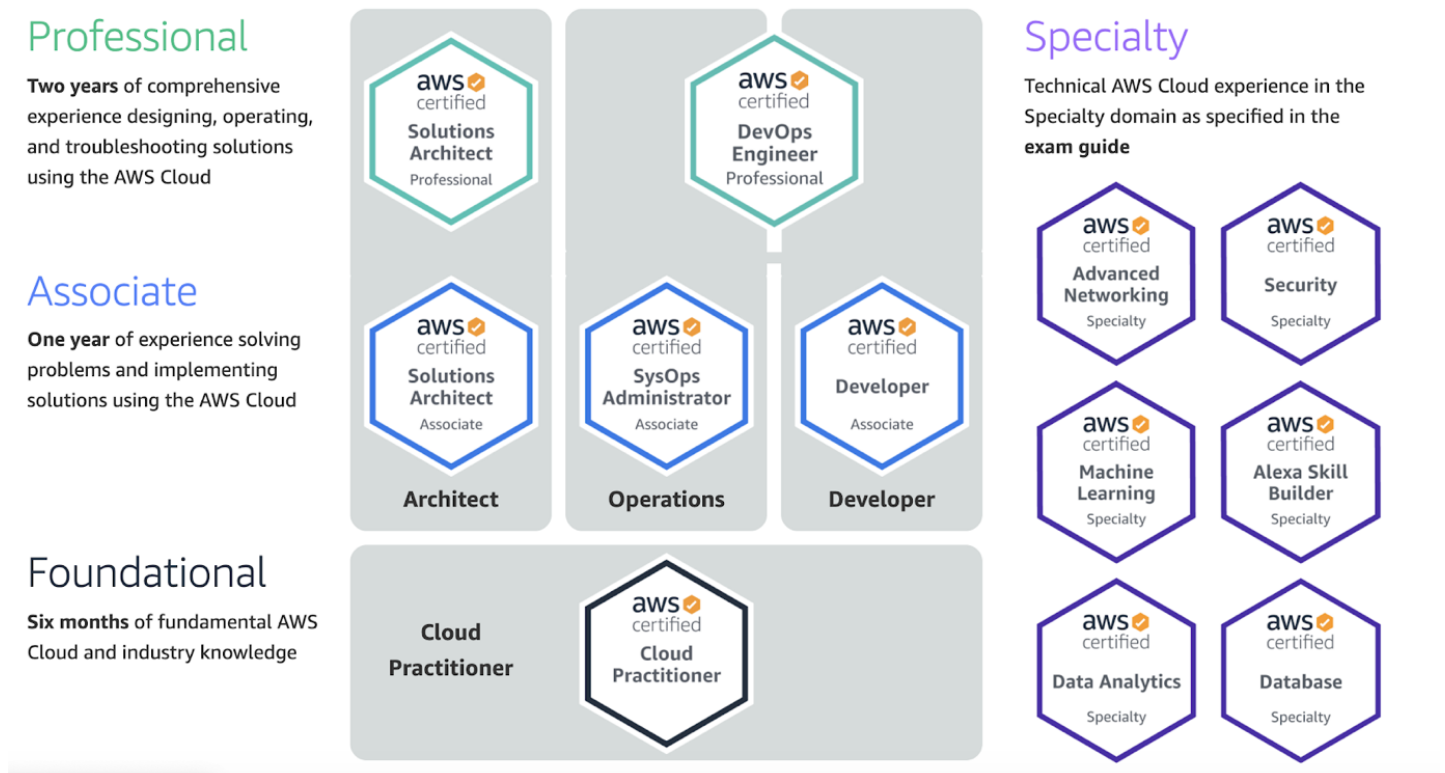 Professional
Two years of comprehensive
experience designing, operating,
and troubleshooting solutions
using the AWS Cloud
aws
certified
Solutions
Architect
Professional
aws
certified
DevOps
Engineer
Professional
Associate
One year of experience solving
problems and implementing
solutions using the AWS Cloud
aws
certified
Solutions
Architect
Associate
aws
certified
SysOps
Administrator
Associate
aws
certified
Developer
Associate
Architect
Operations
Developer
Foundational
Six months of fundamental AWS
Cloud and industry knowledge
Cloud
Practitioner
aws
certified
Cloud
Practitioner
Specialty
Technical AWS Cloud experience in the
Specialty domain as specified in the
exam guide
aws
certified
Advanced
Networking
Specialty
aws
certified
Security
Specialty
aws
certified
Machine
Learning
Specialty
aws
certified
Alexa Skill
Builder
Specialty
aws
certified
Data Analytics
Specialty
aws
certified
Database
Specialty